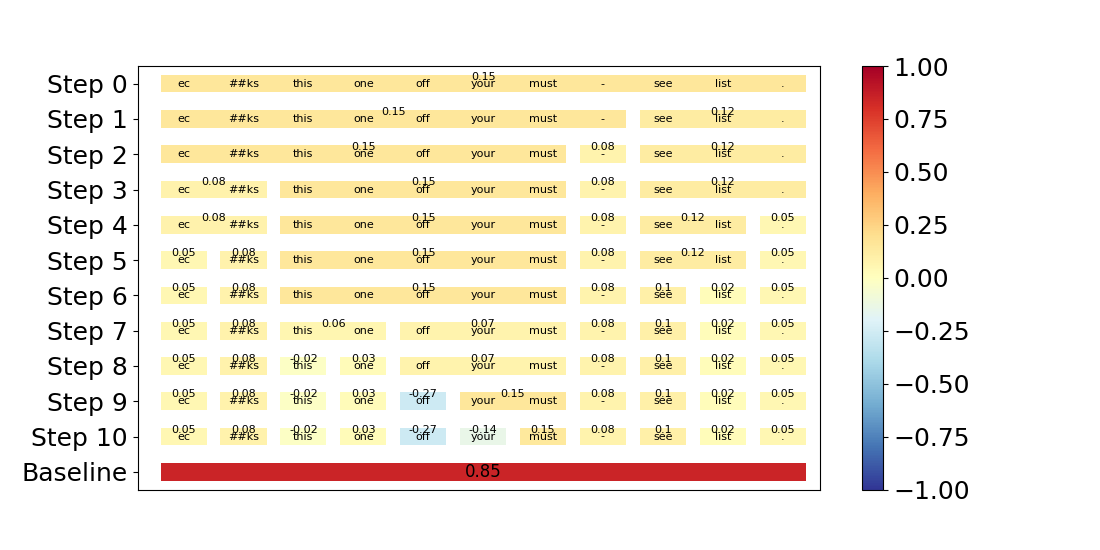 0.15
Step 0 ec ##ks this one off your must - see list . 1.00
0.15 0.12
Step 1 ec ##ks this one off your must - see list . 0.75
0.15 0.08 0.12
Step 2 ec ##ks this one off your must - see list . 0.50
0.08 0.15 0.08 0.12
Step 3 ec ##ks this one off your must - see list . 0.25
0.08 0.15 0.08 0.12 0.05
Step 4 ec ##ks this one off your must - see list .
0.05 0.08 0.15 0.08 0.12 0.05
Step 5 ec ##ks this one off your must - see list . 0.00
0.05 0.08 0.15 0.08 0.1 0.02 0.05
Step 6 ec ##ks this one off your must - see list .
0.05 0.08 0.06 0.07 0.08 0.1 0.02 0.05
Step 7 ec ##ks this one off your must - see list . −0.25
0.05 0.08 -0.02 0.03 0.07 0.08 0.1 0.02 0.05
Step 8 ec ##ks this one off your must - see list . −0.50
0.05 0.08 -0.02 0.03 -0.27 0.15 0.08 0.1 0.02 0.05
Step 9 ec ##ks this one off your must - see list .
0.05 0.08 -0.02 0.03 -0.27 -0.14 0.15 0.08 0.1 0.02 0.05
Step 10 ec ##ks this one off your must - see list . −0.75
Baseline 0.85 −1.00